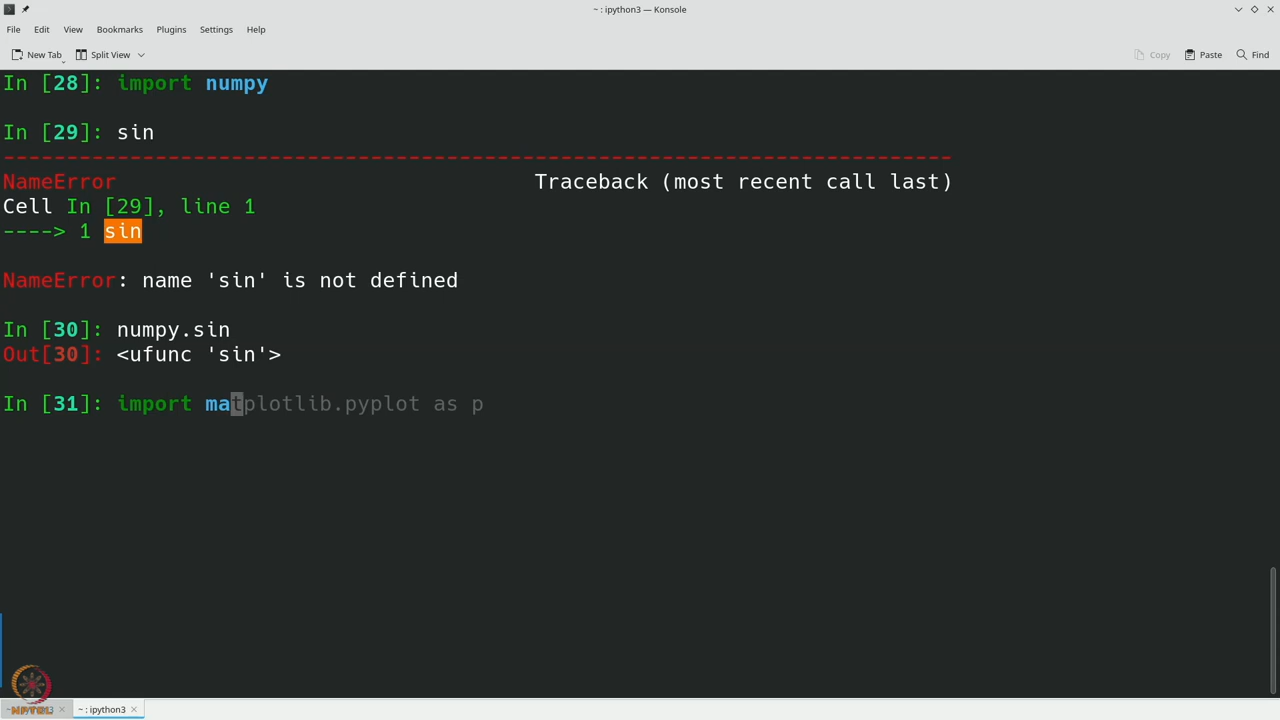 ~ : ipython3 — Konsole
File Edit View Bookmarks Plugins Settings Help
New Tab Split View Copy Paste Find
In [28]: import numpy
In [29]: sin
---------------------------------------------------------------------------
NameError Traceback (most recent call last)
Cell In [29], line 1
----> 1 sin
NameError: name 'sin' is not defined
In [30]: numpy.sin
Out[30]: <ufunc 'sin'>
In [31]: import matplotlib.pyplot as p
NPTEL
~ : ipython3